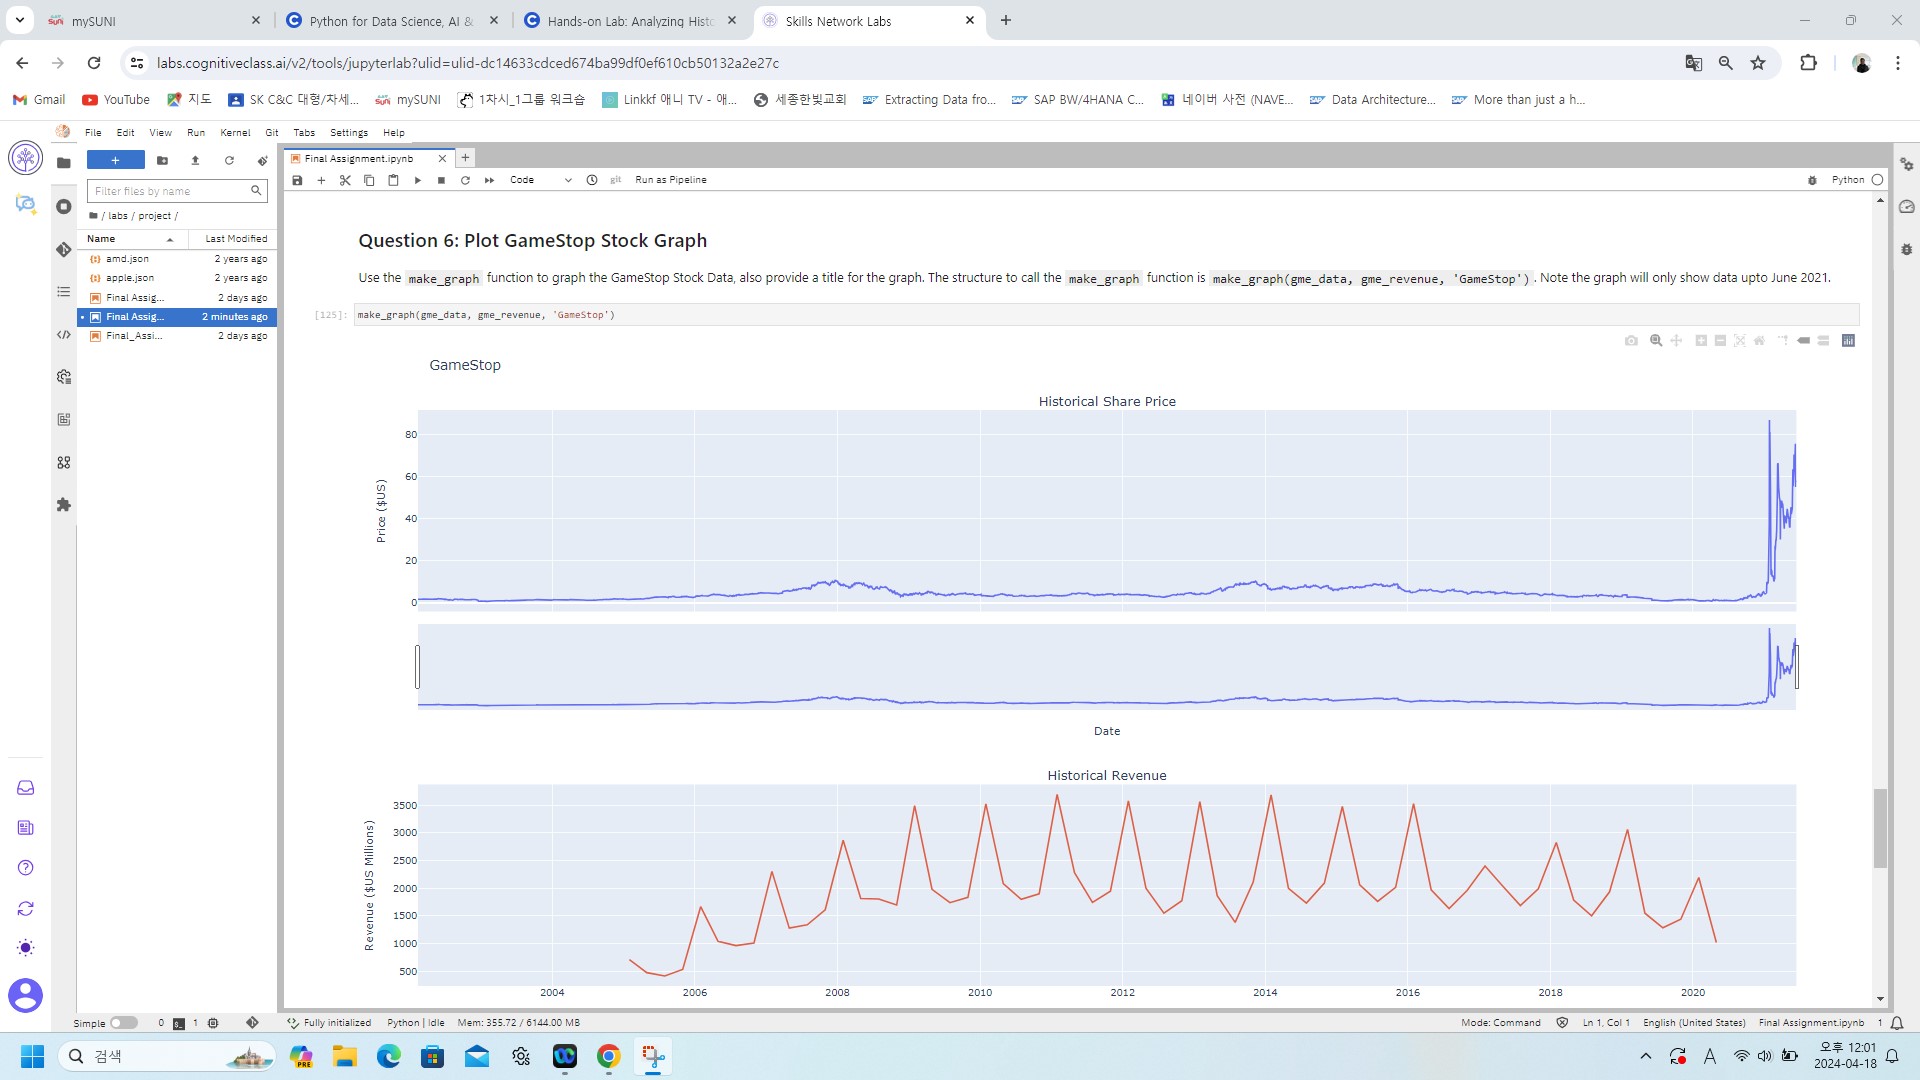 mySUNI
Python for Data Science, AI &
Hands-on Lab: Analyzing Histo
Skills Network Labs
labs.cognitiveclass.ai/v2/tools/jupyterlab?ulid=ulid-dc14633cdced674ba99df0ef610cb50132a2e27c
Gmail
YouTube
지도
SK C&C 대형/차세...
mySUNI
1차시_1그룹 워크숍
Linkkf 애니 TV - 애...
세종한빛교회
Extracting Data fro...
SAP BW/4HANA C...
네이버 사전 (NAVE...
Data Architecture...
More than just a h...
File Edit View Run Kernel Git Tabs Settings Help
Filter files by name
/ labs / project /
Name Last Modified
amd.json 2 years ago
apple.json 2 years ago
Final Assig... 2 days ago
Final Assig... 2 minutes ago
Final_Assi... 2 days ago
Final Assignment.ipynb
Code
git
Run as Pipeline
Python
Question 6: Plot GameStop Stock Graph
Use the make_graph function to graph the GameStop Stock Data, also provide a title for the graph. The structure to call the make_graph function is make_graph(gme_data, gme_revenue, 'GameStop') . Note the graph will only show data upto June 2021.
[125]: make_graph(gme_data, gme_revenue, 'GameStop')
GameStop
Historical Share Price
80
60
40
20
0
Price ($US)
Date
Historical Revenue
3500
3000
2500
2000
1500
1000
500
Revenue ($US Millions)
2004 2006 2008 2010 2012 2014 2016 2018 2020
Simple 0 1 Fully initialized Python | Idle Mem: 355.72 / 6144.00 MB
Mode: Command Ln 1, Col 1 English (United States) Final Assignment.ipynb 1
검색
PRE
A
오후 12:01
2024-04-18